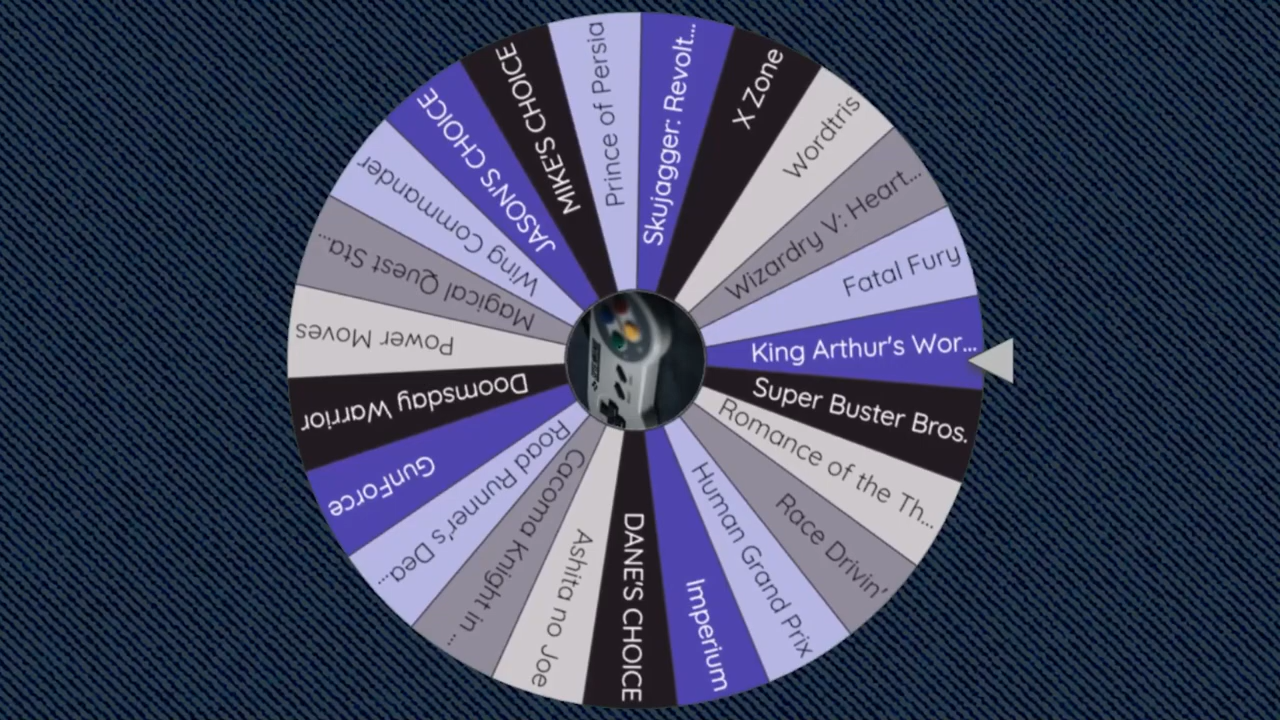 Prince of Persia
Skujagger: Revolt...
X Zone
Wordtris
Wizardry V: Heart...
Fatal Fury
King Arthur's Wor...
Super Buster Bros.
Romance of the Th...
Race Drivin'
Human Grand Prix
Imperium
DANE'S CHOICE
Ashita no Joe
Cacoma Knight in ...
Road Runner's Dea...
GunForce
Doomsday Warrior
Power Moves
Magical Quest Sta...
Wing Commander
JASON'S CHOICE
MIKE'S CHOICE